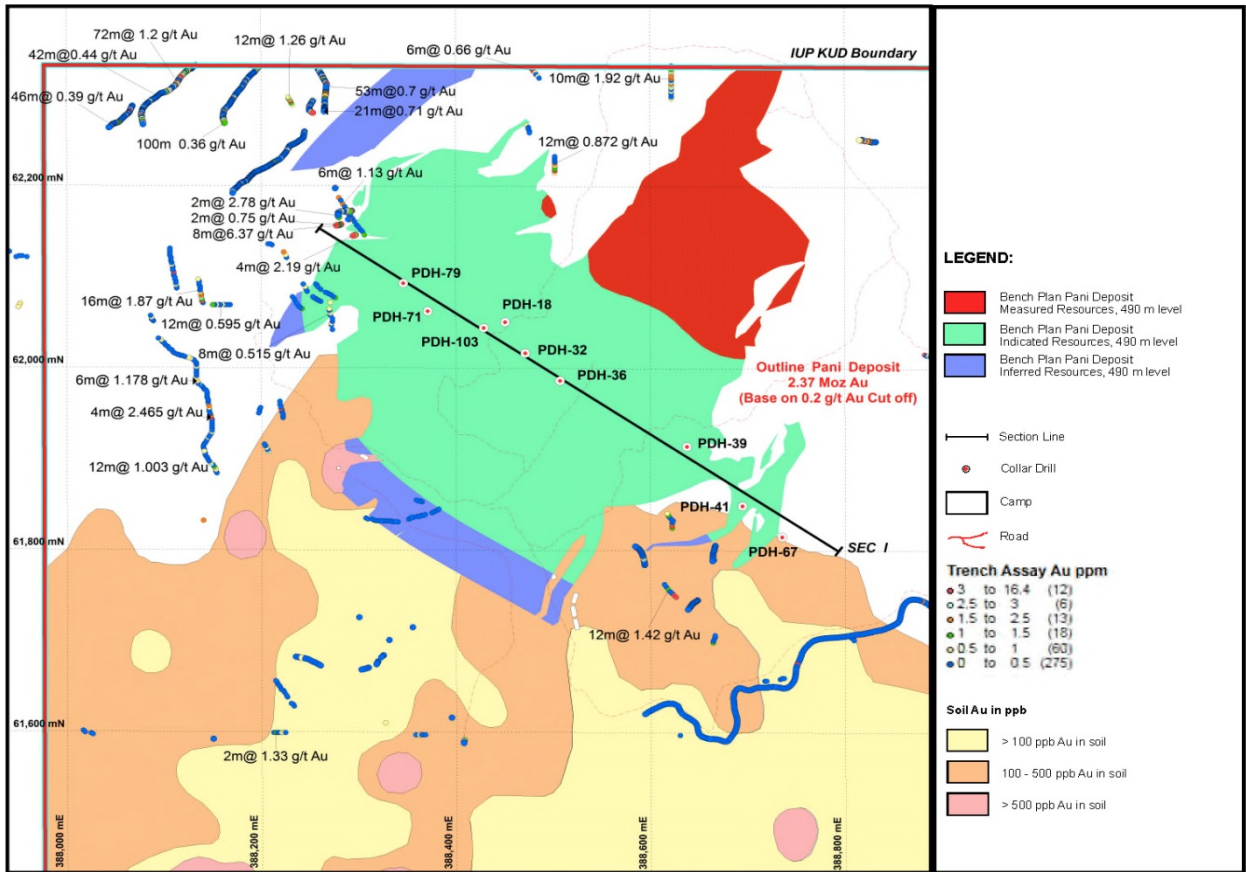 72m@ 1.2 g/t Au
12m@ 1.26 g/t Au
6m@ 0.66 g/t Au
IUP KUD Boundary
42m@0.44 g/t Au
10m@ 1.92 g/t Au
46m@ 0.39 g/t Au
53m@0.7 g/t Au
21m@0.71 g/t Au
100m 0.36 g/t Au
12m@ 0.872 g/t Au
62,200 mN
6m@ 1.13 g/t Au
2m@ 2.78 g/t Au
2m@ 0.75 g/t Au
8m@6.37 g/t Au
4m@ 2.19 g/t Au
PDH-79
16m@ 1.87 g/t Au
PDH-71
PDH-18
12m@ 0.595 g/t Au
PDH-103
8m@ 0.515 g/t Au
PDH-32
62,000 mN
PDH-36
Outline Pani Deposit
2.37 Moz Au
(Base on 0.2 g/t Au Cut off)
6m@ 1.178 g/t Au
4m@ 2.465 g/t Au
PDH-39
12m@ 1.003 g/t Au
PDH-41
61,800 mN
PDH-67
SEC I
12m@ 1.42 g/t Au
61,600 mN
2m@ 1.33 g/t Au
388,000 mE
388,200 mE
388,400 mE
388,600 mE
388,800 mE
LEGEND:
Bench Plan Pani Deposit
Measured Resources, 490 m level
Bench Plan Pani Deposit
Indicated Resources, 490 m level
Bench Plan Pani Deposit
Inferred Resources, 490 m level
Section Line
Collar Drill
Camp
Road
Trench Assay Au ppm
3 to 16.4 (12)
2.5 to 3 (6)
1.5 to 2.5 (13)
1 to 1.5 (18)
0.5 to 1 (60)
0 to 0.5 (275)
Soil Au in ppb
> 100 ppb Au in soil
100 - 500 ppb Au in soil
> 500 ppb Au in soil